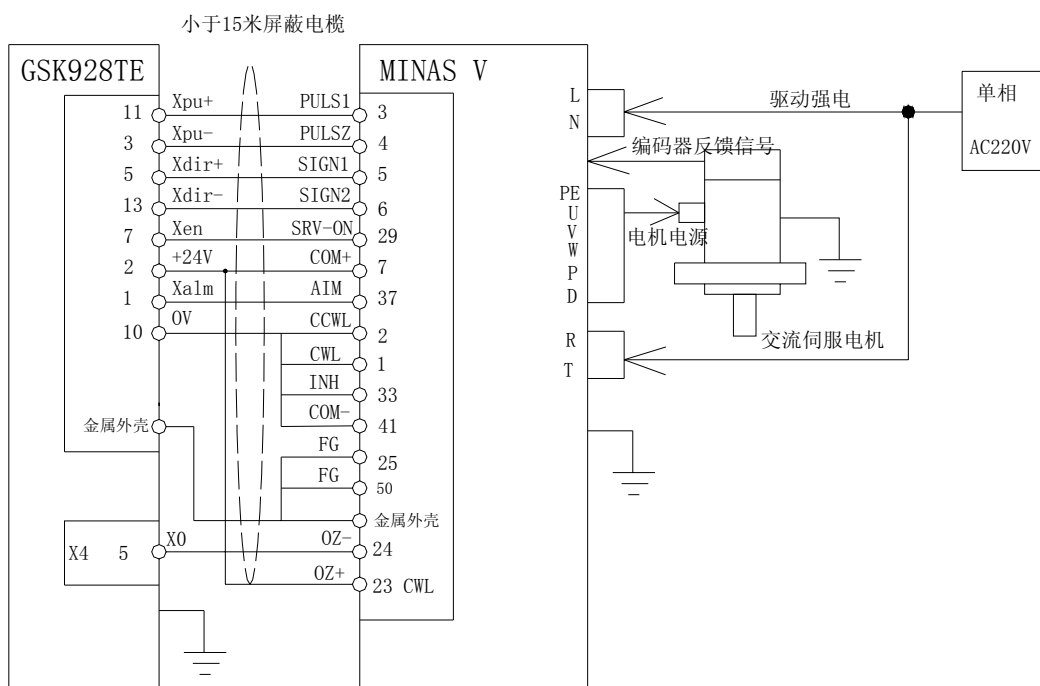 小于15米屏蔽电榄
GSK928TE
MINAS V
11 Xpu+ PULS1 3
3 Xpu- PULSZ 4
5 Xdir+ SIGN1 5
13 Xdir- SIGN2 6
7 Xen SRV-ON 29
2 +24V COM+ 7
1 Xalm AIM 37
10 0V CCWL 2
CWL 1
INH 33
COM- 41
金属外壳
FG 25
FG 50
金属外壳
X4 5 X0 OZ- 24
OZ+ 23 CWL
L
N
驱动强电
单相
AC220V
编码器反馈信号
PE
U
V
W
P
D
电机电源
R
T
交流伺服电机